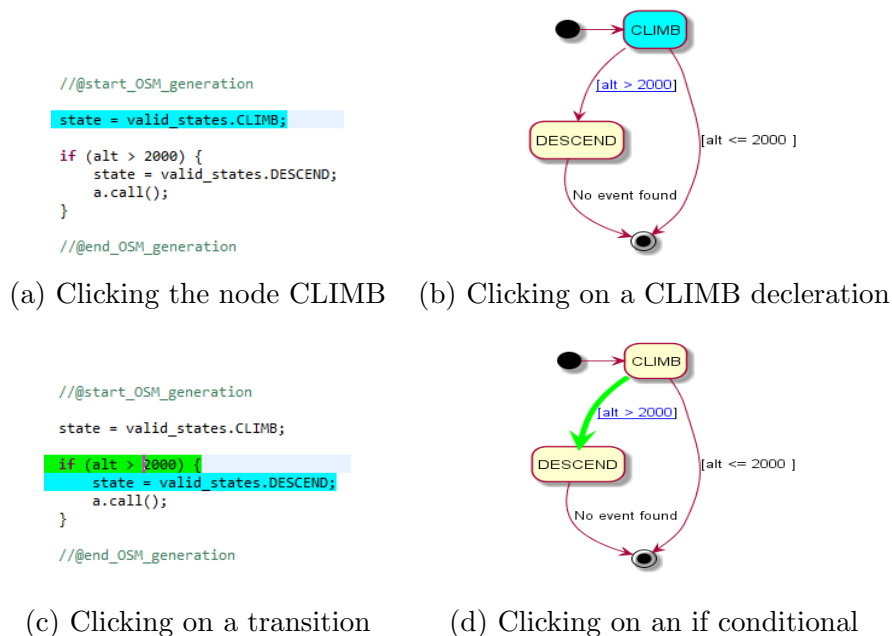 //@start_OSM_generation
state = valid_states.CLIMB;
if (alt > 2000) {
state = valid_states.DESCEND;
a.call();
}
//@end_OSM_generation
(a) Clicking the node CLIMB
CLIMB
[alt > 2000]
DESCEND
[alt <= 2000 ]
No event found
(b) Clicking on a CLIMB decleration
//@start_OSM_generation
state = valid_states.CLIMB;
if (alt > 2000) {
state = valid_states.DESCEND;
a.call();
}
//@end_OSM_generation
(c) Clicking on a transition
CLIMB
[alt > 2000]
DESCEND
[alt <= 2000 ]
No event found
(d) Clicking on an if conditional